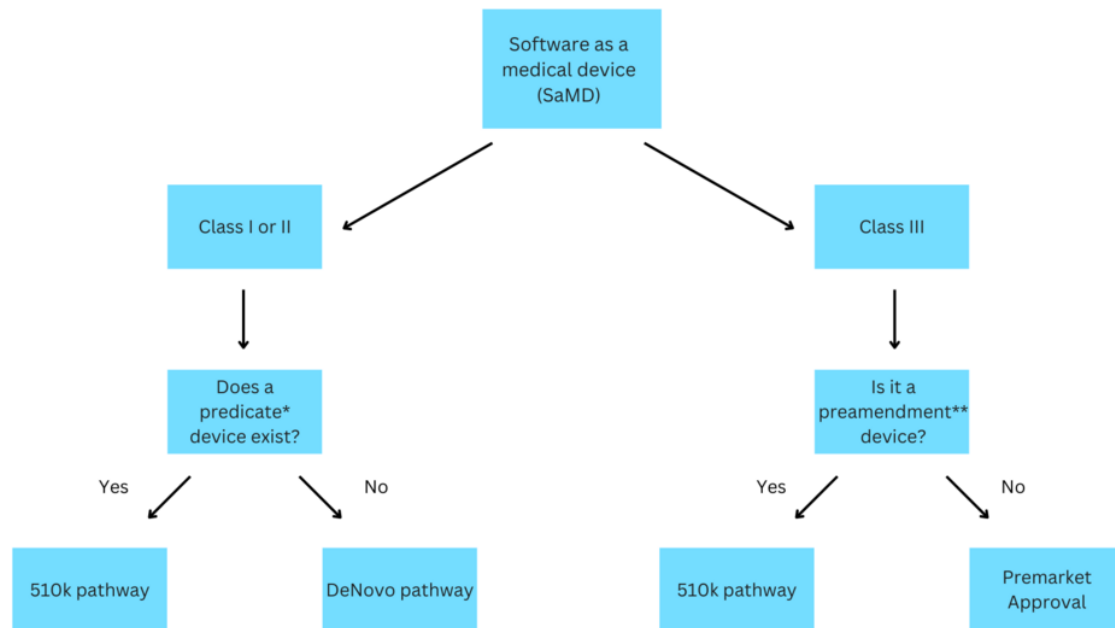 Software as a
medical device
(SaMD)
Class I or II
Class III
Does a
predicate*
device exist?
Is it a
preamendment**
device?
Yes
No
Yes
No
510k pathway
DeNovo pathway
510k pathway
Premarket
Approval